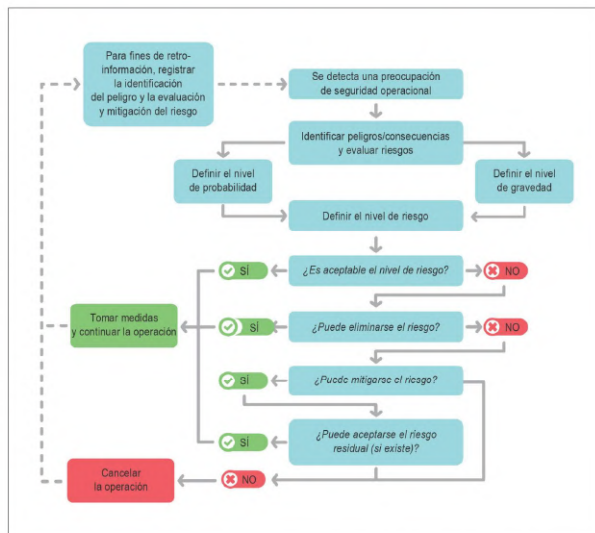 Para fines de retro-
información, registrar
la identificación
del peligro y la evaluación
y mitigación del riesgo
Se detecta una preocupación
de seguridad operacional
Identificar peligros/consecuencias
y evaluar riesgos
Definir el nivel
de probabilidad
Definir el nivel
de gravedad
Definir el nivel de riesgo
SÍ
¿Es aceptable el nivel de riesgo?
NO
Tomar medidas
y continuar la operación
SÍ
¿Puede eliminarse el riesgo?
NO
SÍ
¿Puede mitigarse el riesgo?
SÍ
¿Puede aceptarse el riesgo
residual (si existe)?
Cancelar
la operación
NO